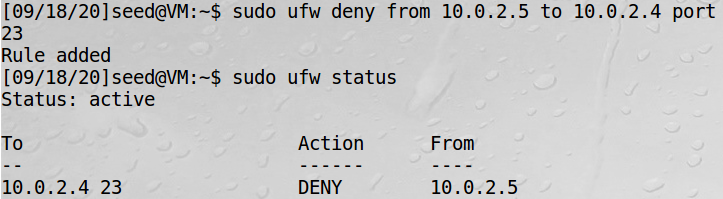 [09/18/20]seed@VM:~$ sudo ufw deny from 10.0.2.5 to 10.0.2.4 port
23
Rule added
[09/18/20]seed@VM:~$ sudo ufw status
Status: active
To                         Action      From
--                         ------      ----
10.0.2.4 23                DENY        10.0.2.5